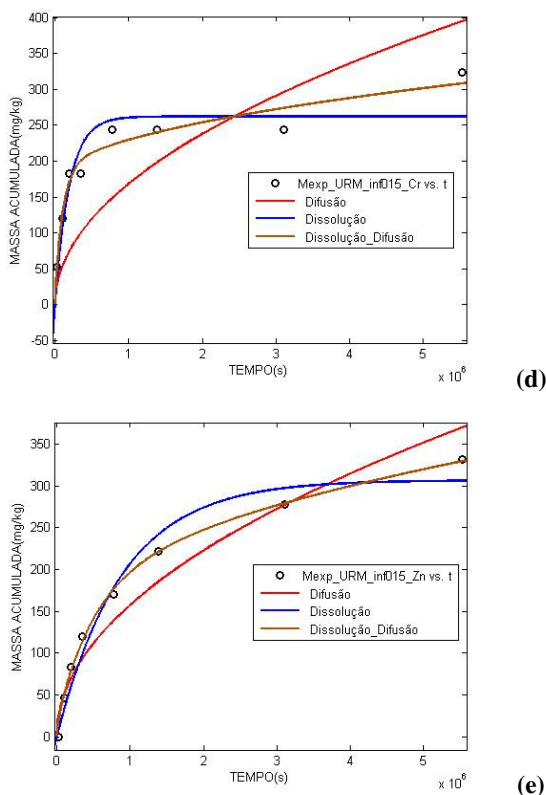 400
350
300
250
200
150
100
50
0
-50
MASSA ACUMULADA(mg/kg)
Mexp_URM_inf015_Cr vs. t
Difusão
Dissolução
Dissolução_Difusão
0 1 2 3 4 5
TEMPO(s)
x 10^6
(d)
350
300
250
200
150
100
50
0
MASSA ACUMULADA(mg/kg)
Mexp_URM_inf015_Zn vs. t
Difusão
Dissolução
Dissolução_Difusão
0 1 2 3 4 5
TEMPO(s)
x 10^6
(e)